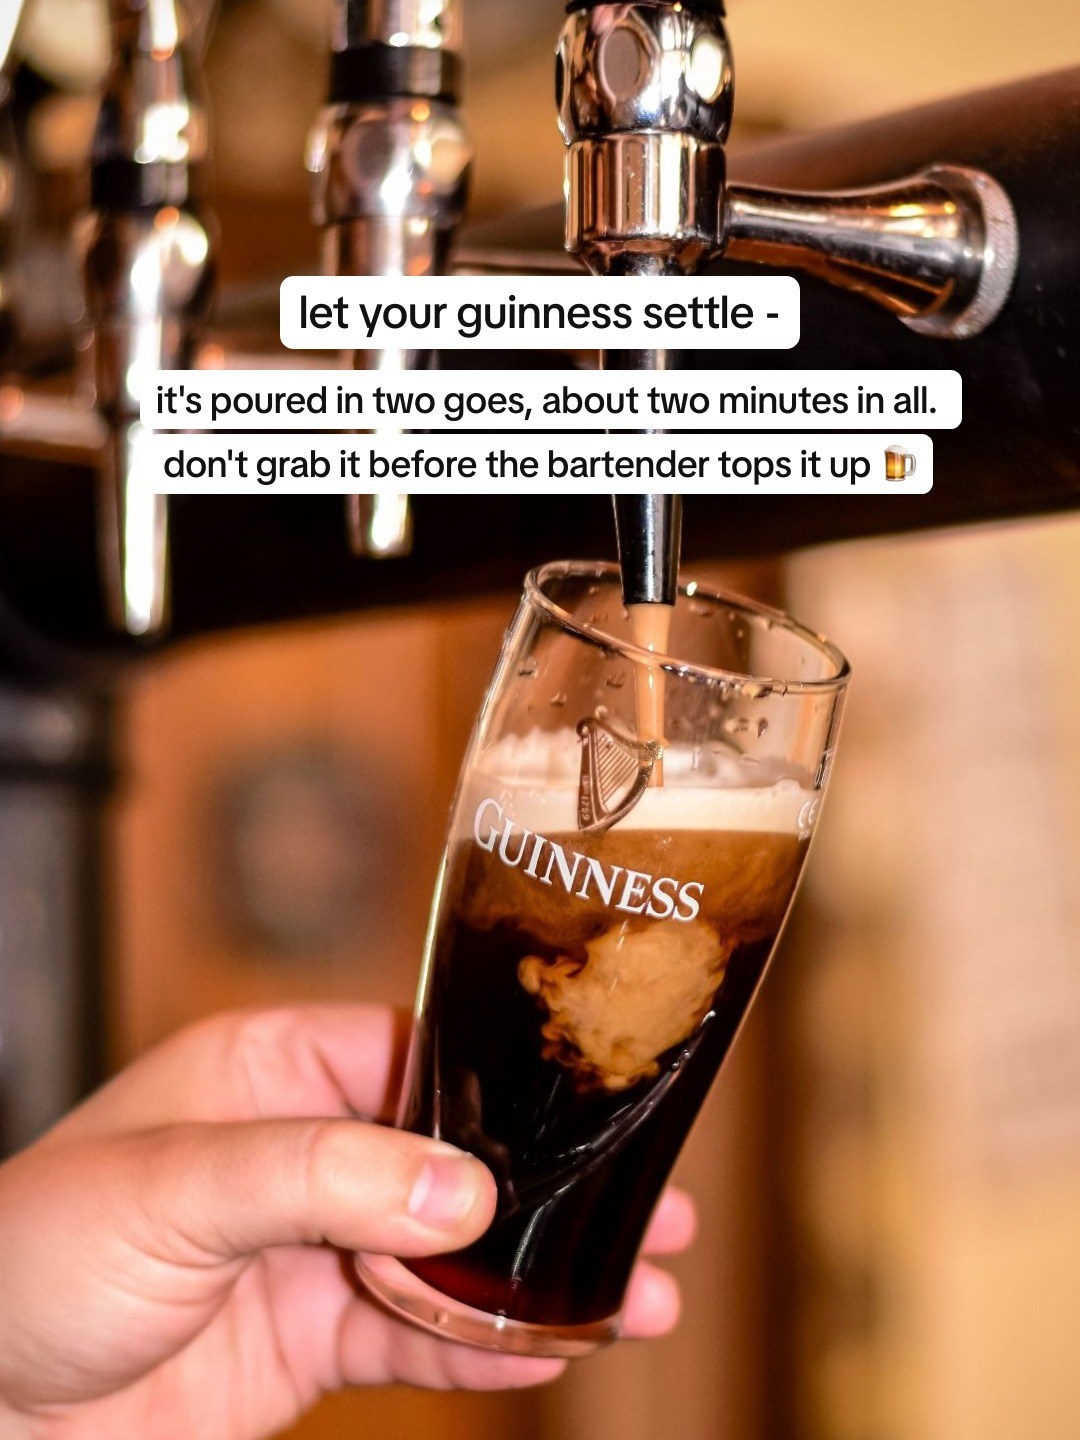 let your guinness settle -
it's poured in two goes, about two minutes in all.
don't grab it before the bartender tops it up 🍺
GUINNESS